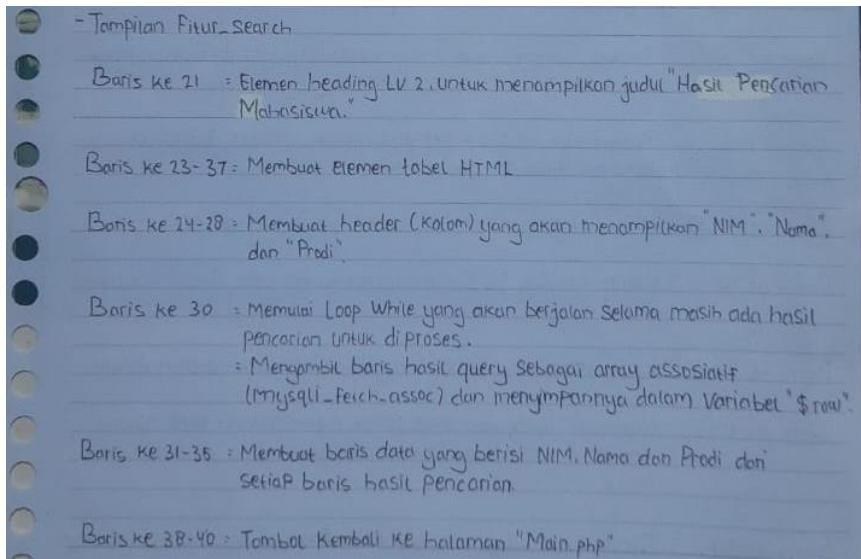 - Tampilan Fitur_Search
Baris ke 21 : Elemen heading LV 2. untuk menampilkan judul "Hasil Pencarian
Mahasiswa."
Baris ke 23-37 : Membuat Elemen tabel HTML
Baris ke 24-28 : Membuat header (Kolom) yang akan menampilkan "NIM". "Nama".
dan "Prodi".
Baris ke 30 : Memulai Loop While yang akan berjalan Selama masih ada hasil
pencarian untuk di proses.
: Mengambil baris hasil query sebagai array assosiatif
(mysqli_fetch_assoc) dan menyimpannya dalam Variabel "$row".
Baris ke 31-35 : Membuat baris data yang berisi NIM. Nama dan Prodi dari
setiap baris hasil pencarian.
Baris ke 38-40 : Tombol Kembali ke halaman "Main.php"